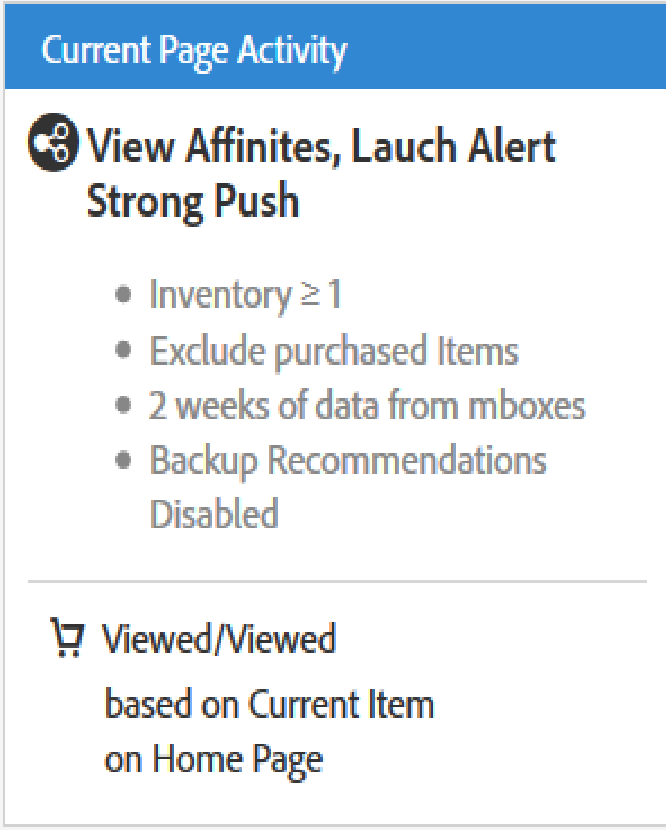 Current Page Activity
View Affinites, Lauch Alert
Strong Push
• Inventory ≥ 1
• Exclude purchased Items
• 2 weeks of data from mboxes
• Backup Recommendations
Disabled
Viewed/Viewed
based on Current Item
on Home Page